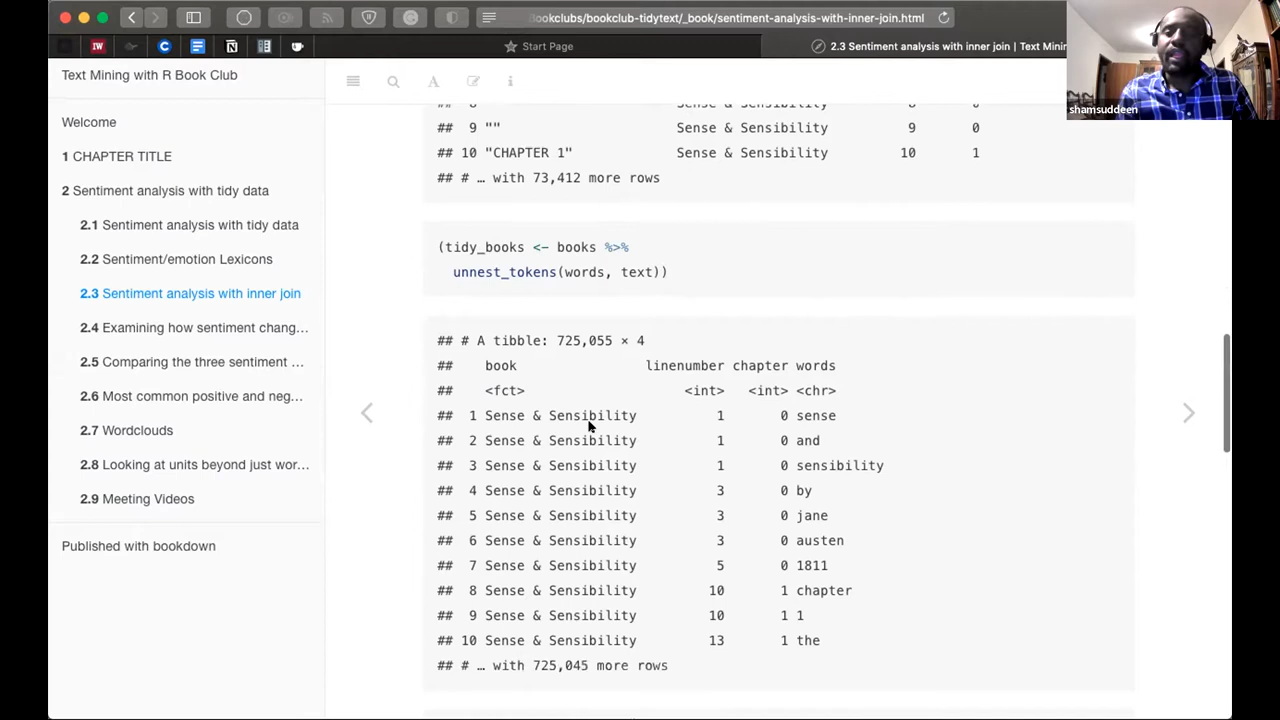 Bookclubs/bookclub-tidytext/_book/sentiment-analysis-with-inner-join.html
Start Page
2.3 Sentiment analysis with inner join | Text Mini
shamsuddeen
Text Mining with R Book Club
Welcome
1 CHAPTER TITLE
2 Sentiment analysis with tidy data
2.1 Sentiment analysis with tidy data
2.2 Sentiment/emotion Lexicons
2.3 Sentiment analysis with inner join
2.4 Examining how sentiment chang...
2.5 Comparing the three sentiment ...
2.6 Most common positive and neg...
2.7 Wordclouds
2.8 Looking at units beyond just wor...
2.9 Meeting Videos
Published with bookdown
## 8 Sense & Sensibility 8 0
## 9 "" Sense & Sensibility 9 0
## 10 "CHAPTER 1" Sense & Sensibility 10 1
## # … with 73,412 more rows
(tidy_books <- books %>%
unnest_tokens(words, text))
## # A tibble: 725,055 × 4
## book linenumber chapter words
## <fct> <int> <int> <chr>
## 1 Sense & Sensibility 1 0 sense
## 2 Sense & Sensibility 1 0 and
## 3 Sense & Sensibility 1 0 sensibility
## 4 Sense & Sensibility 3 0 by
## 5 Sense & Sensibility 3 0 jane
## 6 Sense & Sensibility 3 0 austen
## 7 Sense & Sensibility 5 0 1811
## 8 Sense & Sensibility 10 1 chapter
## 9 Sense & Sensibility 10 1 1
## 10 Sense & Sensibility 13 1 the
## # … with 725,045 more rows